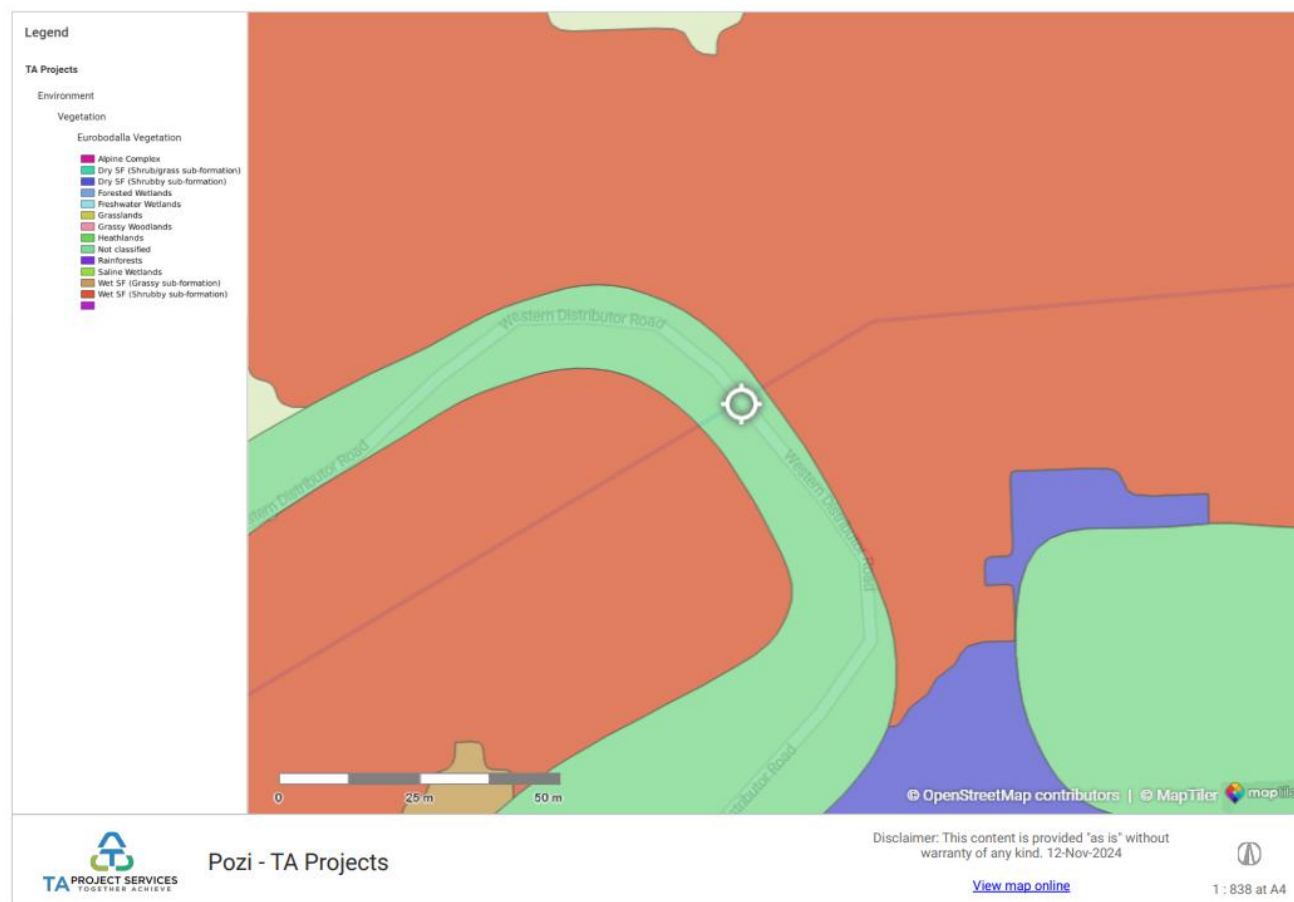 Legend
TA Projects
Environment
Vegetation
Eurobodalla Vegetation
Alpine Complex
Dry SF (Shrub/grass sub-formation)
Dry SF (Shrubby sub-formation)
Forested Wetlands
Freshwater Wetlands
Grasslands
Grassy Woodlands
Heathlands
Not classified
Rainforests
Saline Wetlands
Wet SF (Grassy sub-formation)
Wet SF (Shrubby sub-formation)
Western Distributor Road
Western Distributor Road
stern Distributor Road
stributor Road
0 25 m 50 m
© OpenStreetMap contributors | © MapTiler
maptile
TA PROJECT SERVICES
TOGETHER ACHIEVE
Pozi - TA Projects
Disclaimer: This content is provided "as is" without
warranty of any kind. 12-Nov-2024
View map online
1 : 838 at A4